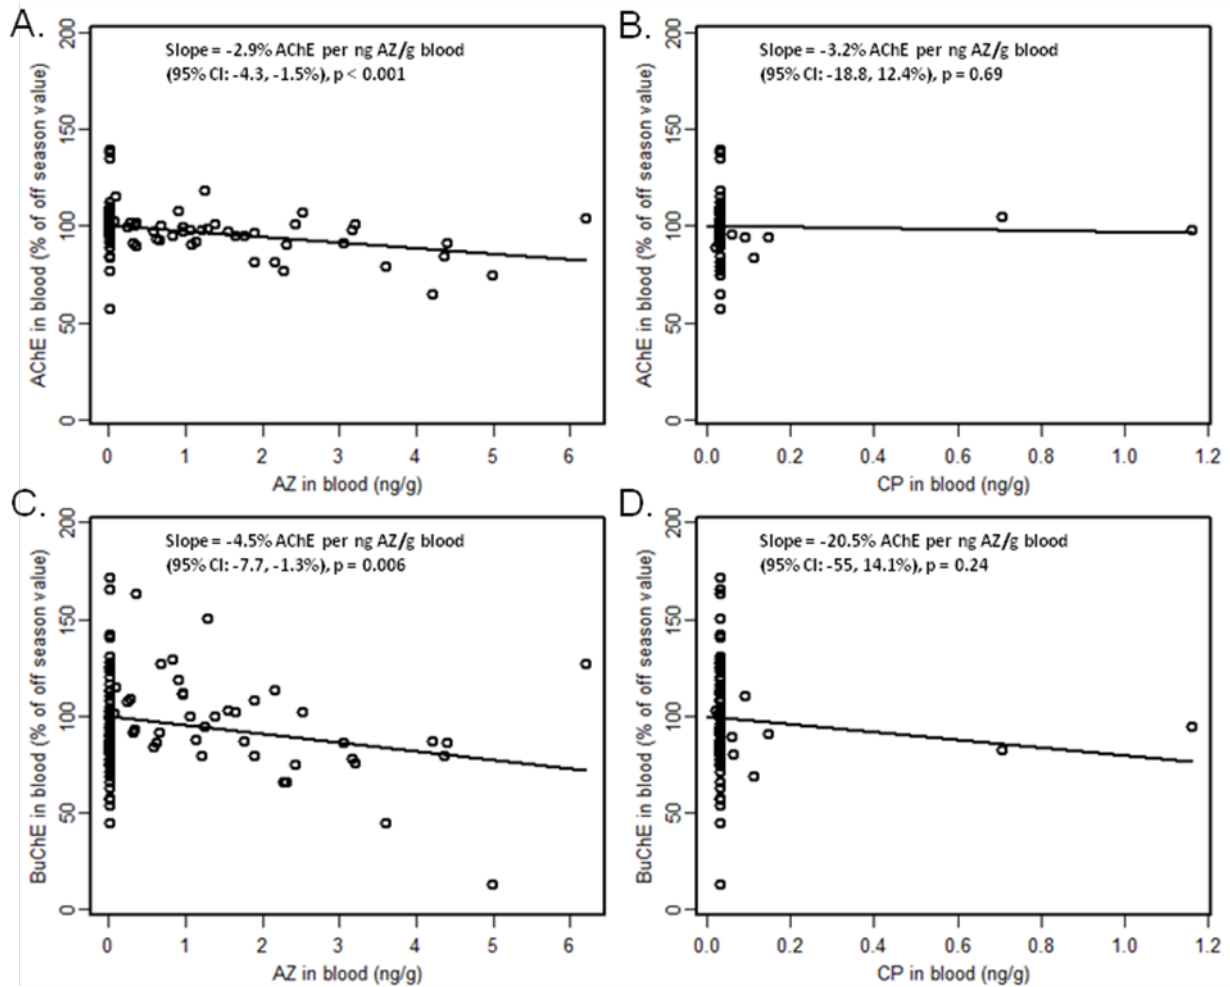 A.
Slope = -2.9% AChE per ng AZ/g blood
(95% CI: -4.3, -1.5%), p < 0.001
AChE in blood (% of off season value)
200
150
100
50
0
0 1 2 3 4 5 6
AZ in blood (ng/g)
B.
Slope = -3.2% AChE per ng AZ/g blood
(95% CI: -18.8, 12.4%), p = 0.69
AChE in blood (% of off season value)
200
150
100
50
0
0.0 0.2 0.4 0.6 0.8 1.0 1.2
CP in blood (ng/g)
C.
Slope = -4.5% AChE per ng AZ/g blood
(95% CI: -7.7, -1.3%), p = 0.006
BuChE in blood (% of off season value)
200
150
100
50
0
0 1 2 3 4 5 6
AZ in blood (ng/g)
D.
Slope = -20.5% AChE per ng AZ/g blood
(95% CI: -55, 14.1%), p = 0.24
BuChE in blood (% of off season value)
200
150
100
50
0
0.0 0.2 0.4 0.6 0.8 1.0 1.2
CP in blood (ng/g)